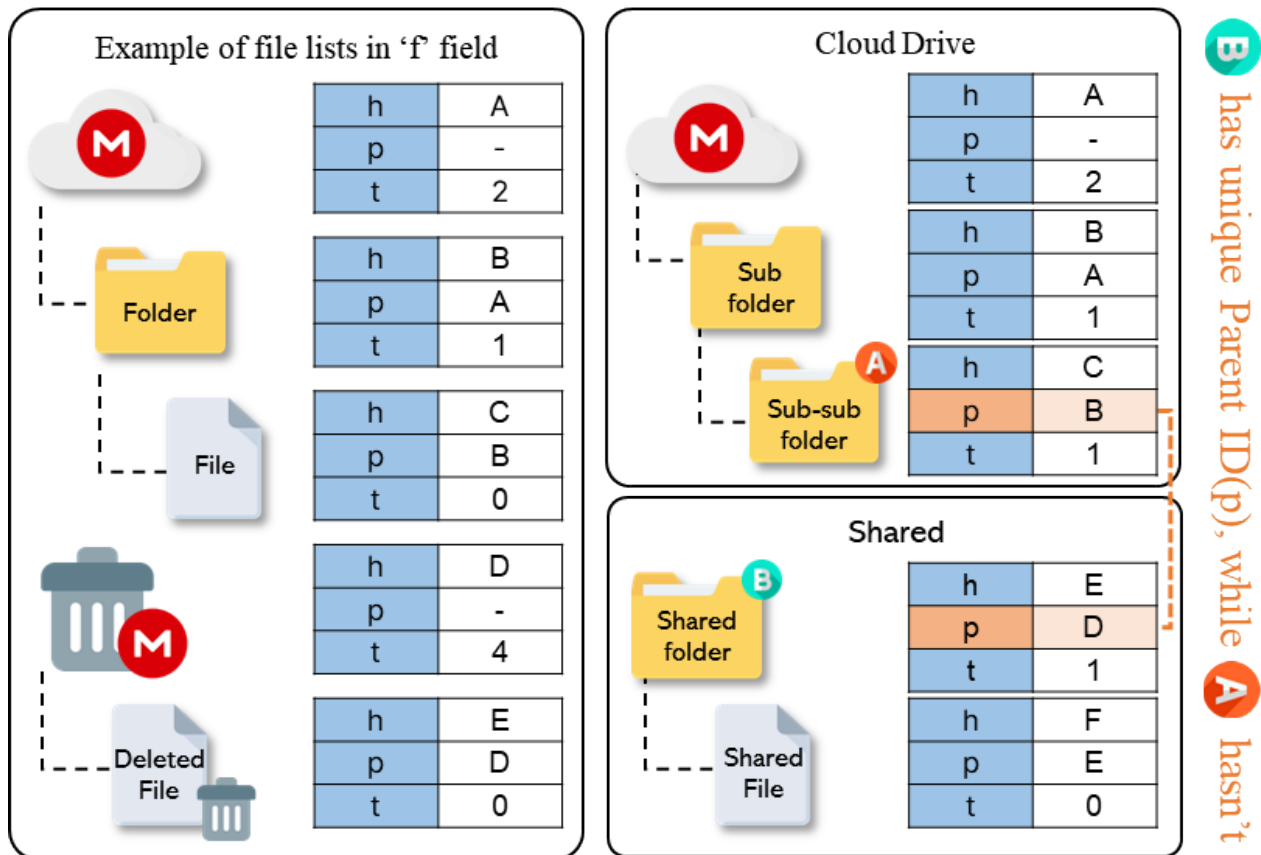 Example of file lists in ‘f’ field
M
h A
p -
t 2
Folder
h B
p A
t 1
File
h C
p B
t 0
M
h D
p -
t 4
Deleted
File
h E
p D
t 0
Cloud Drive
M
h A
p -
t 2
Sub
folder
h B
p A
t 1
A
Sub-sub
folder
h C
p B
t 1
Shared
B
Shared
folder
h E
p D
t 1
Shared
File
h F
p E
t 0
B has unique Parent ID(p), while A hasn’t